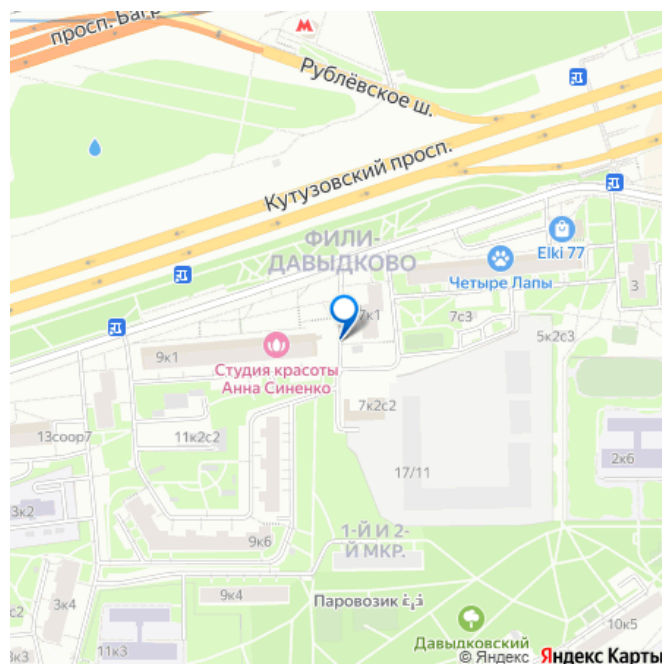 просп. Багр
М
Рублёвское ш.
Кутузовский просп.
ФИЛИ-
ДАВЫДКОВО
Elki 77
Четыре Лапы
3
7к1
7с3
5к2с3
9к1
Студия красоты
Анна Синенко
7к2с2
13соор7
11к2с2
17/11
2к6
3к2
1-Й И 2-
Й МКР.
9к6
9к4
Паровозик
с2
3к4
10к5
Давыдковский
11к3
3к3
© Яндекс Яндекс Карты